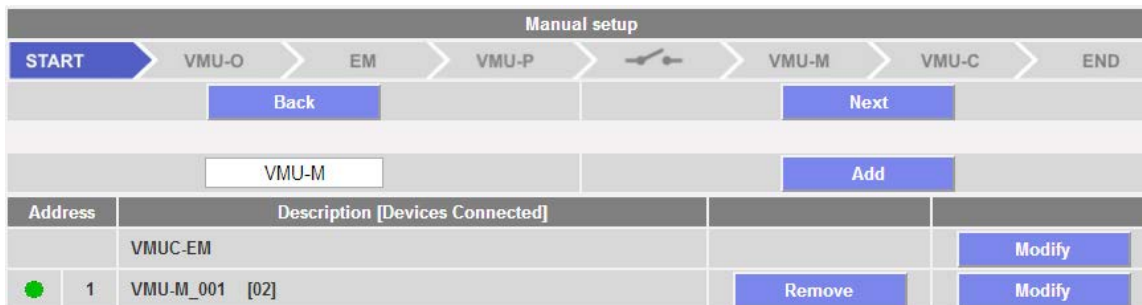 Manual setup
START VMU-O EM VMU-P VMU-M VMU-C END
Back Next
VMU-M Add
Address Description [Devices Connected]
VMUC-EM Modify
1 VMU-M_001 [02] Remove Modify